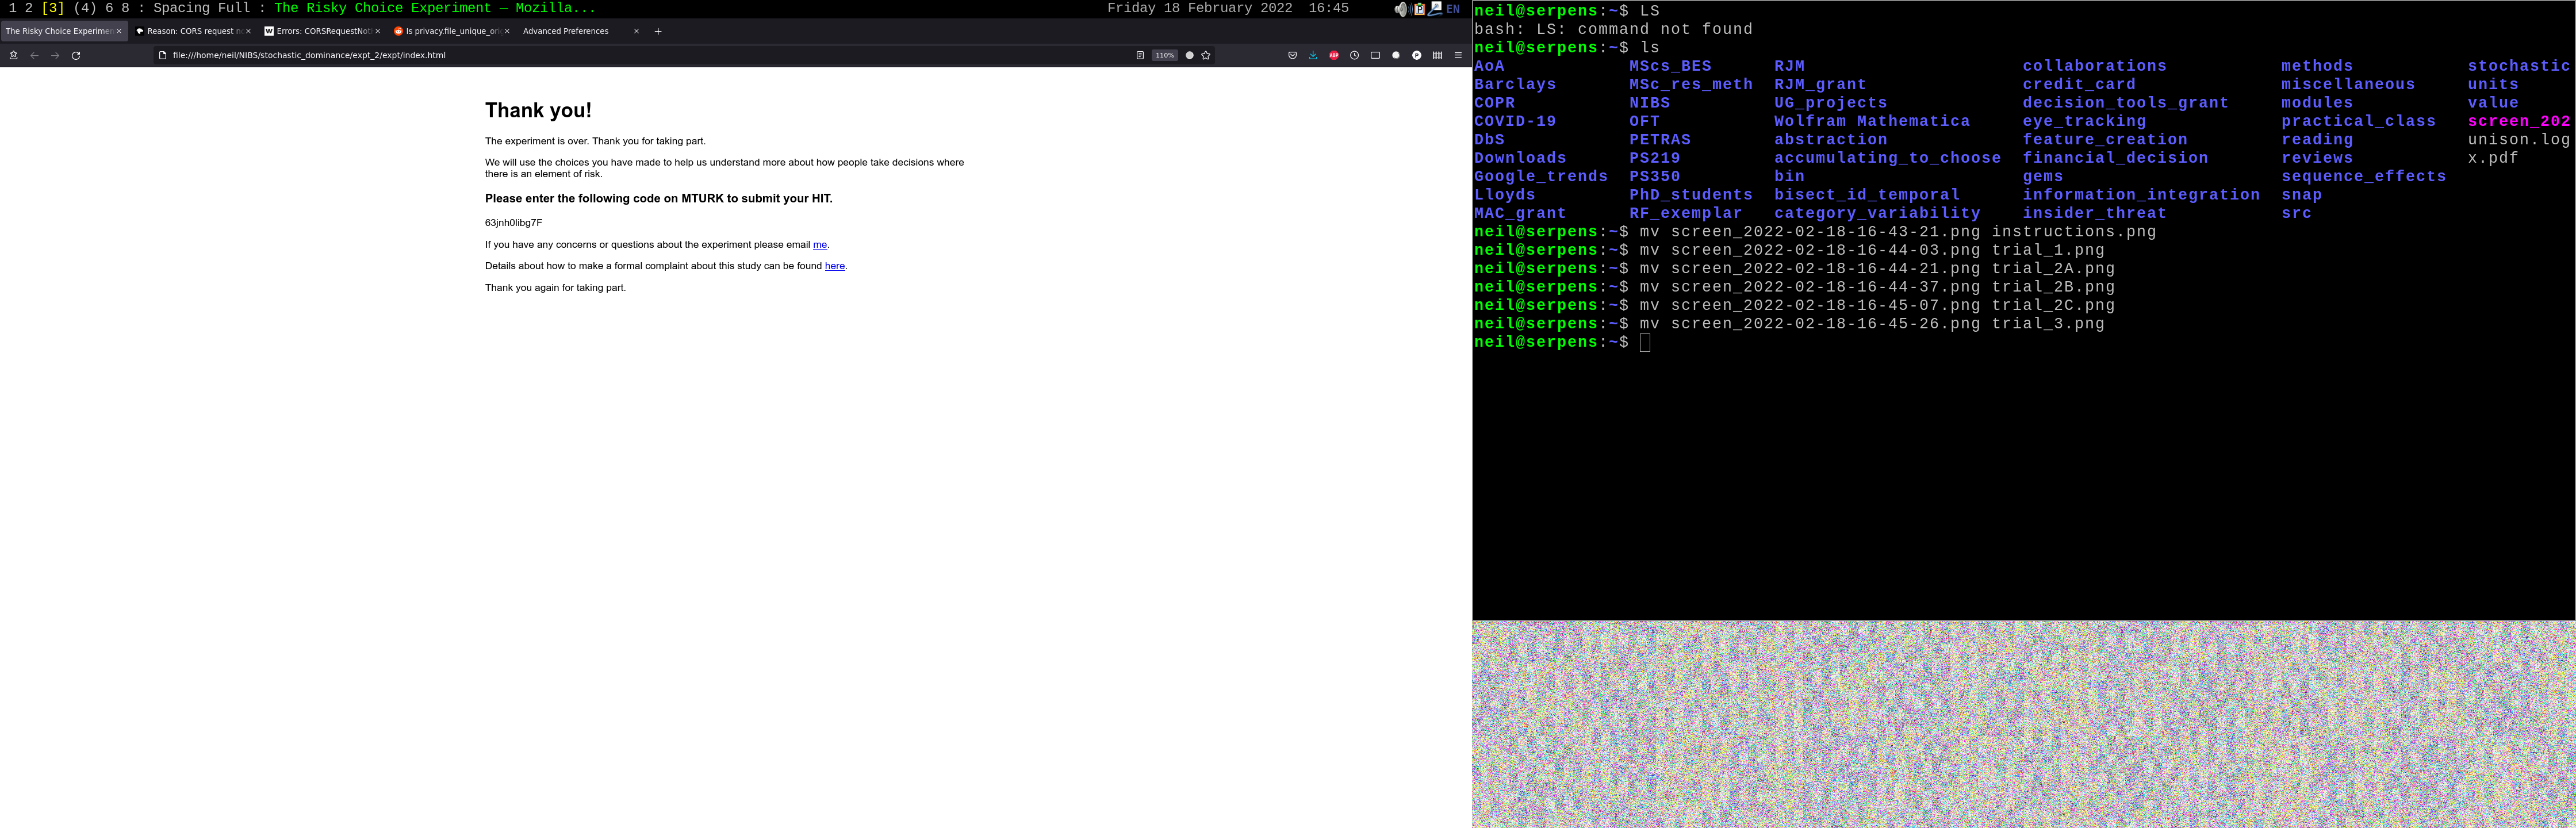 1 2 [3] (4) 6 8 : Spacing Full : The Risky Choice Experiment — Mozilla...
Friday 18 February 2022 16:45
EN
The Risky Choice Experimen
Reason: CORS request n
Errors: CORSRequestNot
Is privacy.file_unique_ori
Advanced Preferences
file:///home/neil/NIBS/stochastic_dominance/expt_2/expt/index.html
110%
ABP
Thank you!
The experiment is over. Thank you for taking part.
We will use the choices you have made to help us understand more about how people take decisions where
there is an element of risk.
Please enter the following code on MTURK to submit your HIT.
63jnh0libg7F
If you have any concerns or questions about the experiment please email me.
Details about how to make a formal complaint about this study can be found here.
Thank you again for taking part.
neil@serpens:~$ LS
bash: LS: command not found
neil@serpens:~$ ls
AoA MScs_BES RJM collaborations methods stochastic
Barclays MSc_res_meth RJM_grant credit_card miscellaneous units
COPR NIBS UG_projects decision_tools_grant modules value
COVID-19 OFT Wolfram Mathematica eye_tracking practical_class screen_202
DbS PETRAS abstraction feature_creation reading unison.log
Downloads PS219 accumulating_to_choose financial_decision reviews x.pdf
Google_trends PS350 bin gems sequence_effects
Lloyds PhD_students bisect_id_temporal information_integration snap
MAC_grant RF_exemplar category_variability insider_threat src
neil@serpens:~$ mv screen_2022-02-18-16-43-21.png instructions.png
neil@serpens:~$ mv screen_2022-02-18-16-44-03.png trial_1.png
neil@serpens:~$ mv screen_2022-02-18-16-44-21.png trial_2A.png
neil@serpens:~$ mv screen_2022-02-18-16-44-37.png trial_2B.png
neil@serpens:~$ mv screen_2022-02-18-16-45-07.png trial_2C.png
neil@serpens:~$ mv screen_2022-02-18-16-45-26.png trial_3.png
neil@serpens:~$